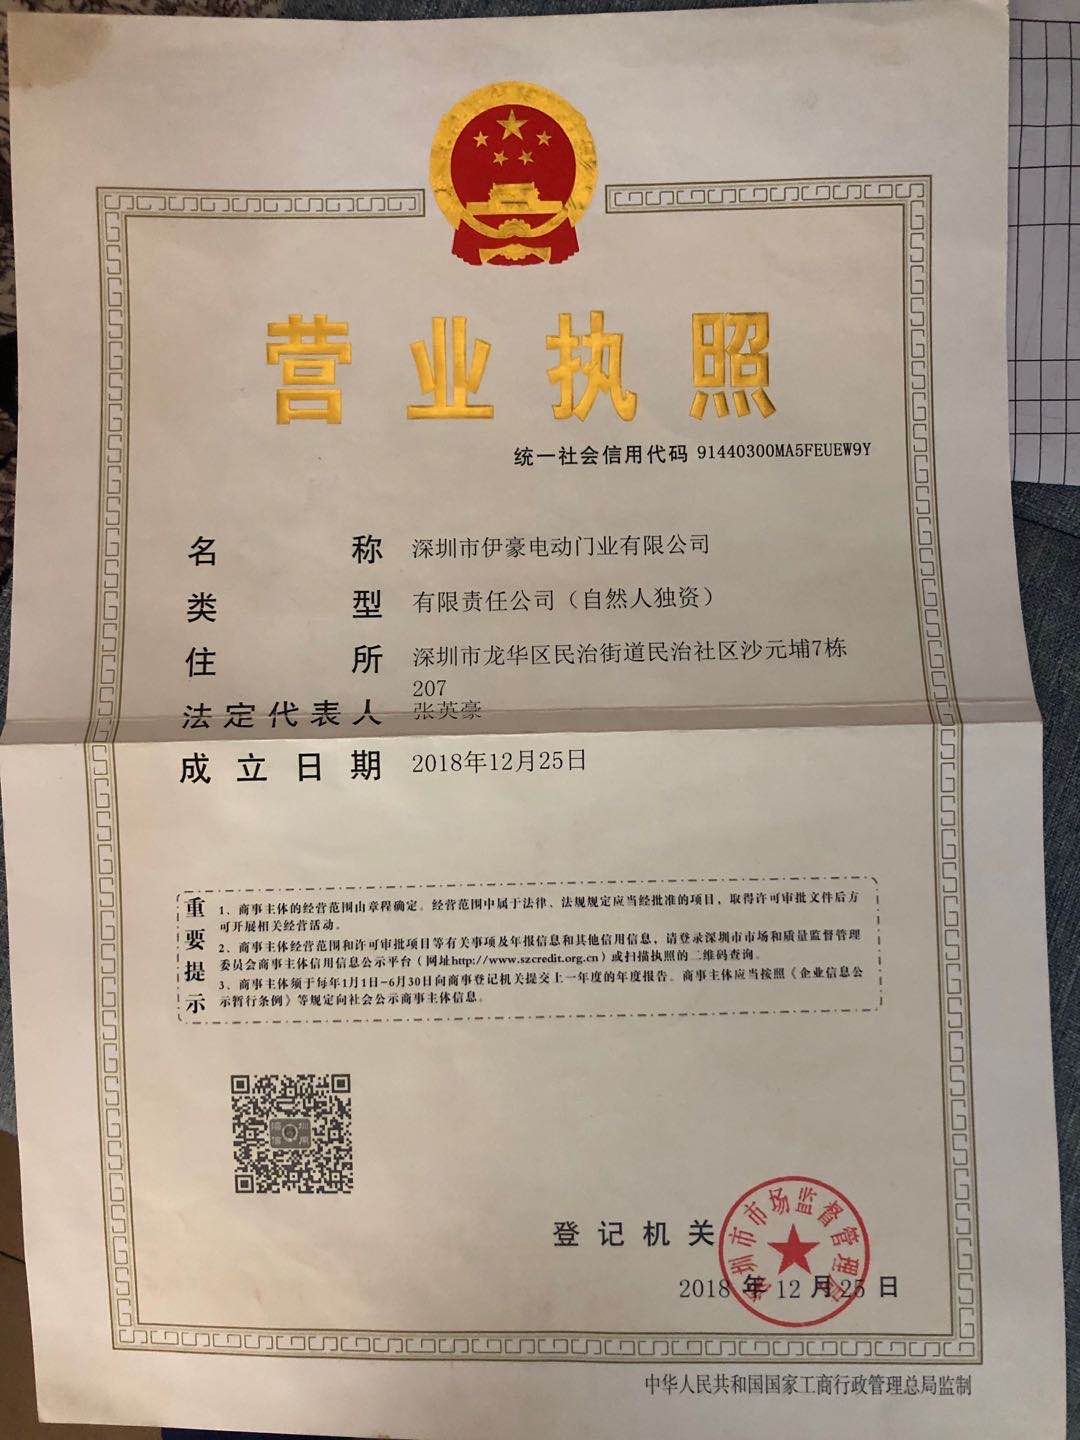 营业执照
统一社会信用代码 91440300MA5FEUEW9Y
名称 深圳市伊豪电动门业有限公司
类型 有限责任公司（自然人独资）
住所 深圳市龙华区民治街道民治社区沙元埔7栋
207
法定代表人 张英豪
成立日期 2018年12月25日
重要提示
1、商事主体的经营范围由章程确定。经营范围中属于法律、法规规定应当经批准的项目，取得许可审批文件后方
可开展相关经营活动。
2、商事主体经营范围和许可审批项目等有关事项及年报信息和其他信用信息，请登录深圳市市场和质量监督管理
委员会商事主体信用信息公示平台（网址http://www.szcredit.org.cn）或扫描执照的二维码查询。
3、商事主体须于每年1月1日-6月30日向商事登记机关提交上一年度的年度报告。商事主体应当按照《企业信息公
示暂行条例》等规定向社会公示商事主体信息。
登记机关
深圳市市场监督管理局
2018 年 12 月 25 日
中华人民共和国国家工商行政管理总局监制